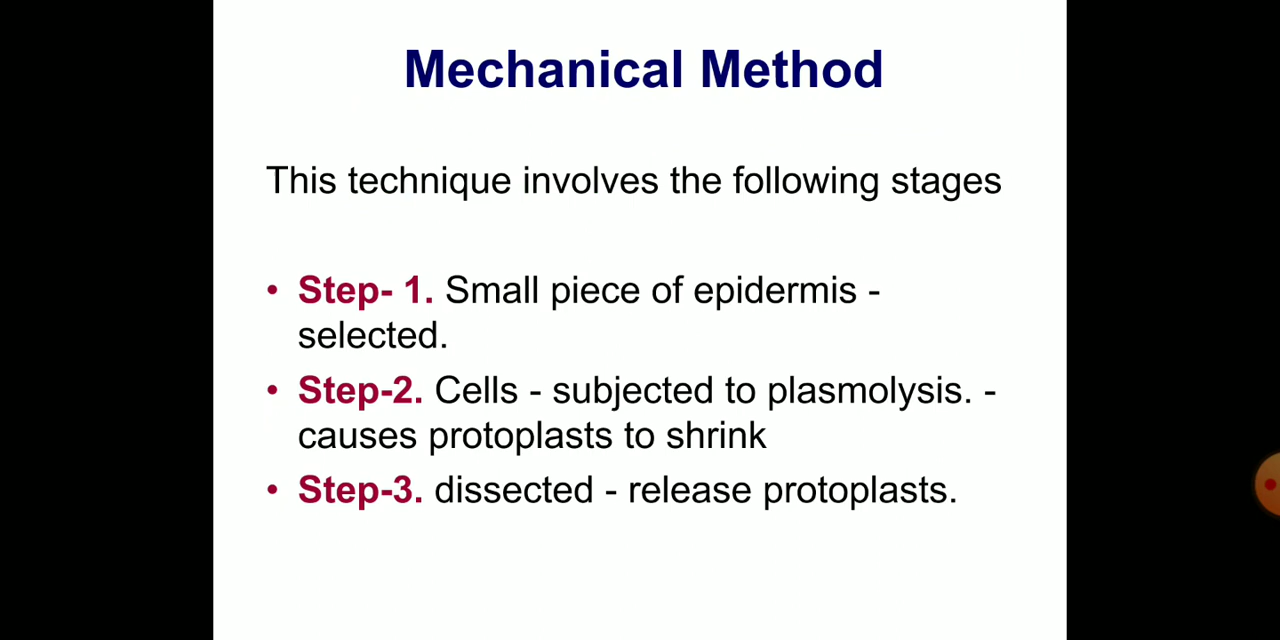 Mechanical Method
This technique involves the following stages
• Step- 1. Small piece of epidermis -
selected.
• Step-2. Cells - subjected to plasmolysis. -
causes protoplasts to shrink
• Step-3. dissected - release protoplasts.